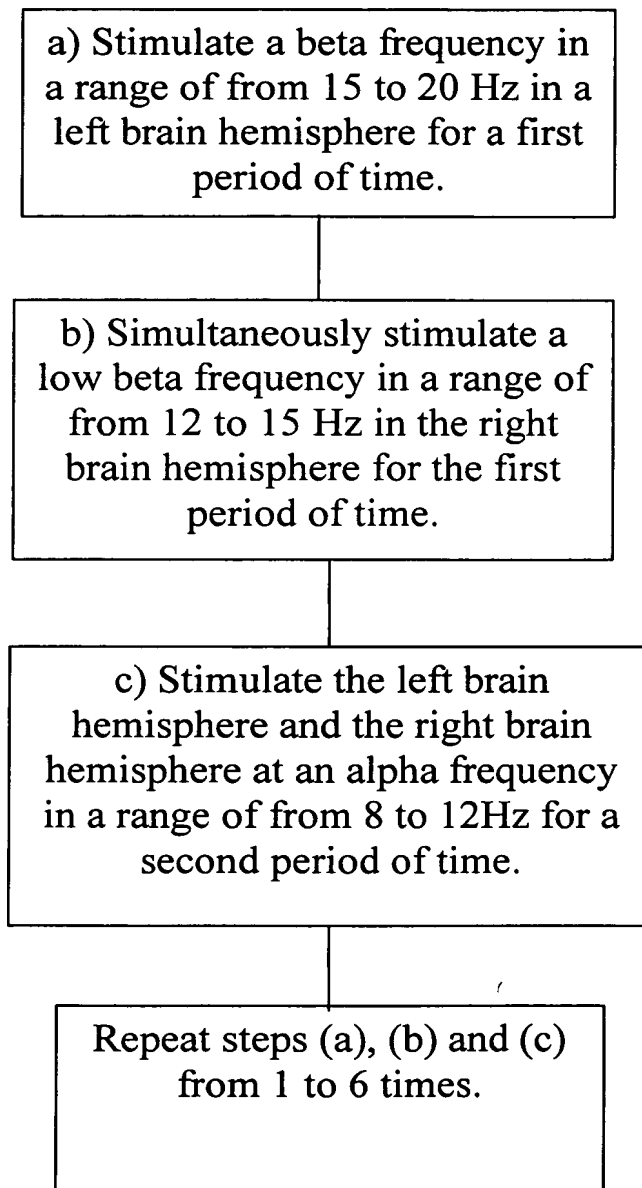 a) Stimulate a beta frequency in
a range of from 15 to 20 Hz in a
left brain hemisphere for a first
period of time.
b) Simultaneously stimulate a
low beta frequency in a range of
from 12 to 15 Hz in the right
brain hemisphere for the first
period of time.
c) Stimulate the left brain
hemisphere and the right brain
hemisphere at an alpha frequency
in a range of from 8 to 12Hz for a
second period of time.
Repeat steps (a), (b) and (c)
from 1 to 6 times.